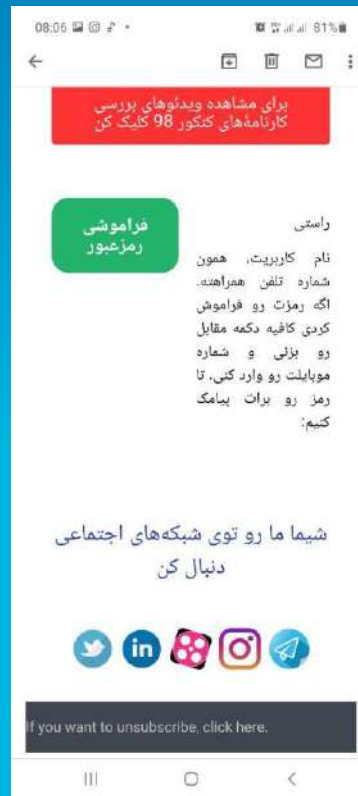 08:06
81%
برای مشاهده ویدئوهای بررسی
کارنامه‌های کنکور 98 کلیک کن
فراموشی
رمزعبور
راستی
نام کاربریت، همون
شماره تلفن همراهته.
اگه رمزت رو فراموش
کردی کافیه دکمه مقابل
رو بزنی و شماره
موبایلت رو وارد کنی، تا
رمز رو برات پیامک
کنیم:
شیما ما رو توی شبکه‌های اجتماعی
دنبال کن
in
If you want to unsubscribe, click here.